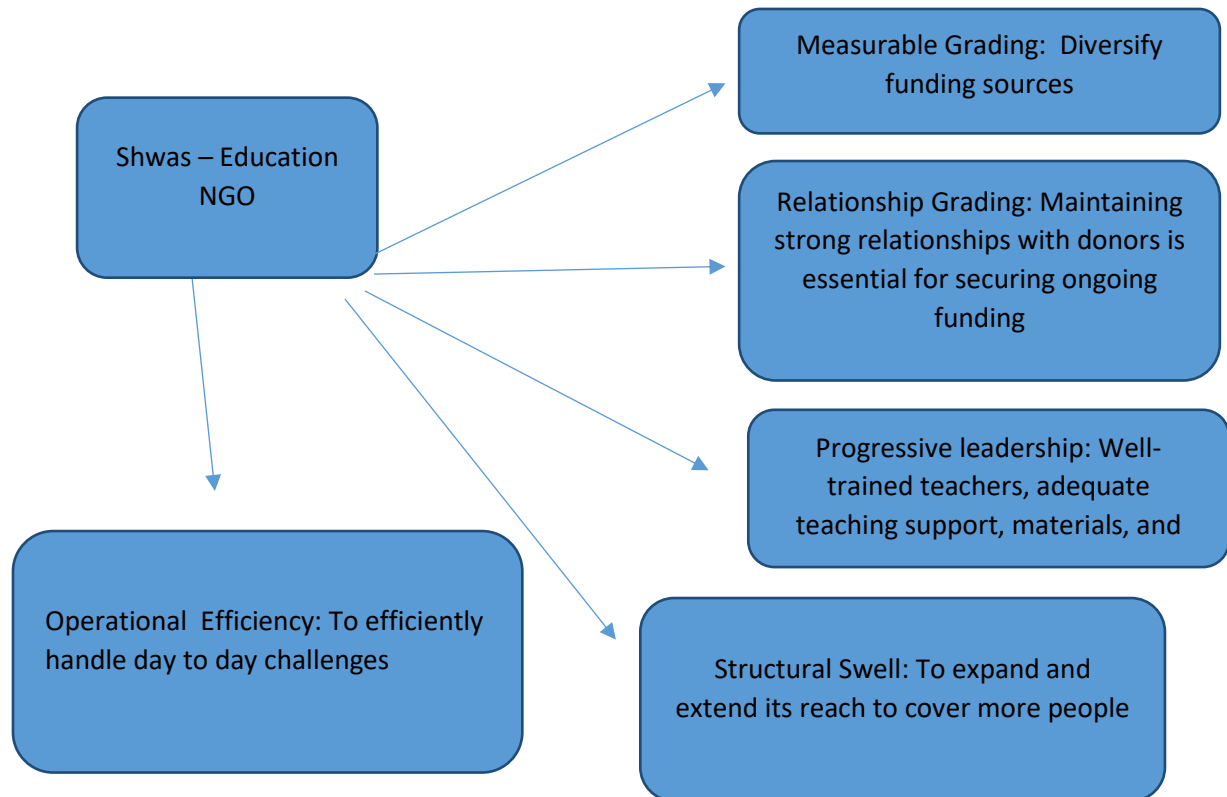 Shwas – Education
NGO
Measurable Grading:  Diversify
funding sources
Relationship Grading: Maintaining
strong relationships with donors is
essential for securing ongoing
funding
Progressive leadership: Well-
trained teachers, adequate
teaching support, materials, and
Operational  Efficiency: To efficiently
handle day to day challenges
Structural Swell: To expand and
extend its reach to cover more people